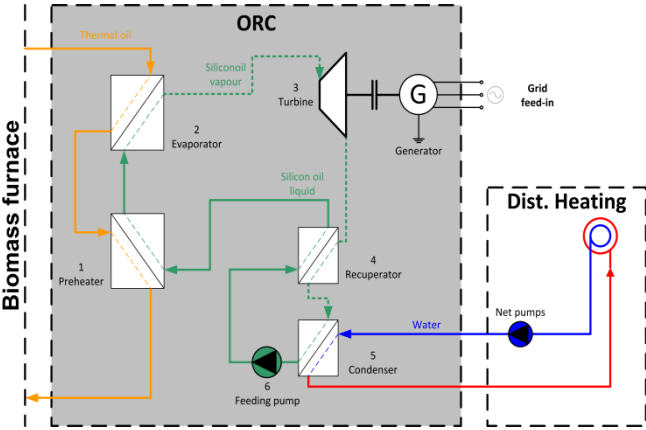 ORC
Thermal oil
Siliconoil
vapour
3
Turbine
G
Grid
feed-in
Generator
2
Evaporator
Biomass furnace
Silicon oil
liquid
Dist. Heating
1
Preheater
4
Recuperator
Net pumps
Water
5
Condenser
6
Feeding pump